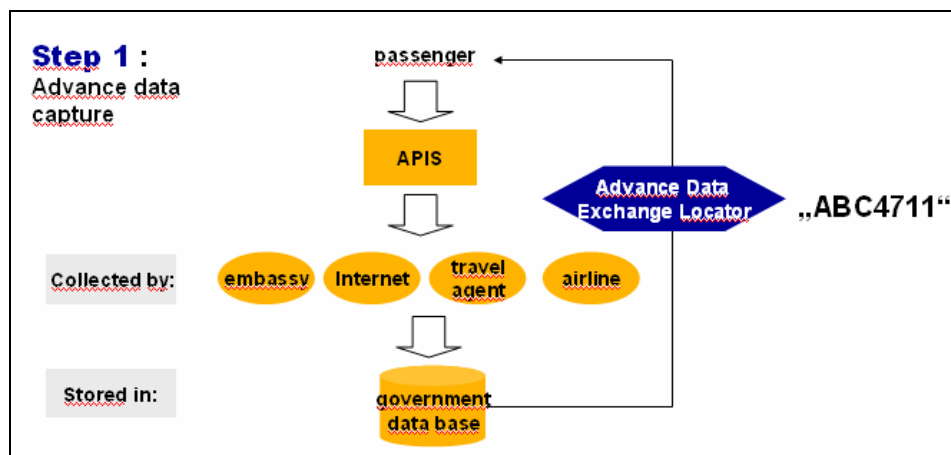 Step 1 :
Advance data
capture
passenger
APIS
Advance Data
Exchange Locator
„ABC4711“
Collected by:
embassy
Internet
travel
agent
airline
Stored in:
government
data base